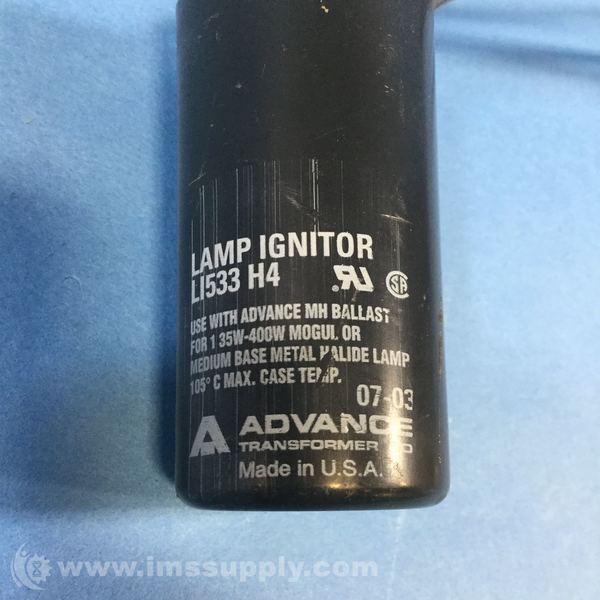 LAMP IGNITOR
LI533 H4
USE WITH ADVANCE MH BALLAST
FOR 1 35W-400W MOGUL OR
MEDIUM BASE METAL HALIDE LAMP
105° C MAX. CASE TEMP.
07-03
ADVANCE
TRANSFORMER
Made in U.S.A.
www.imssupply.com